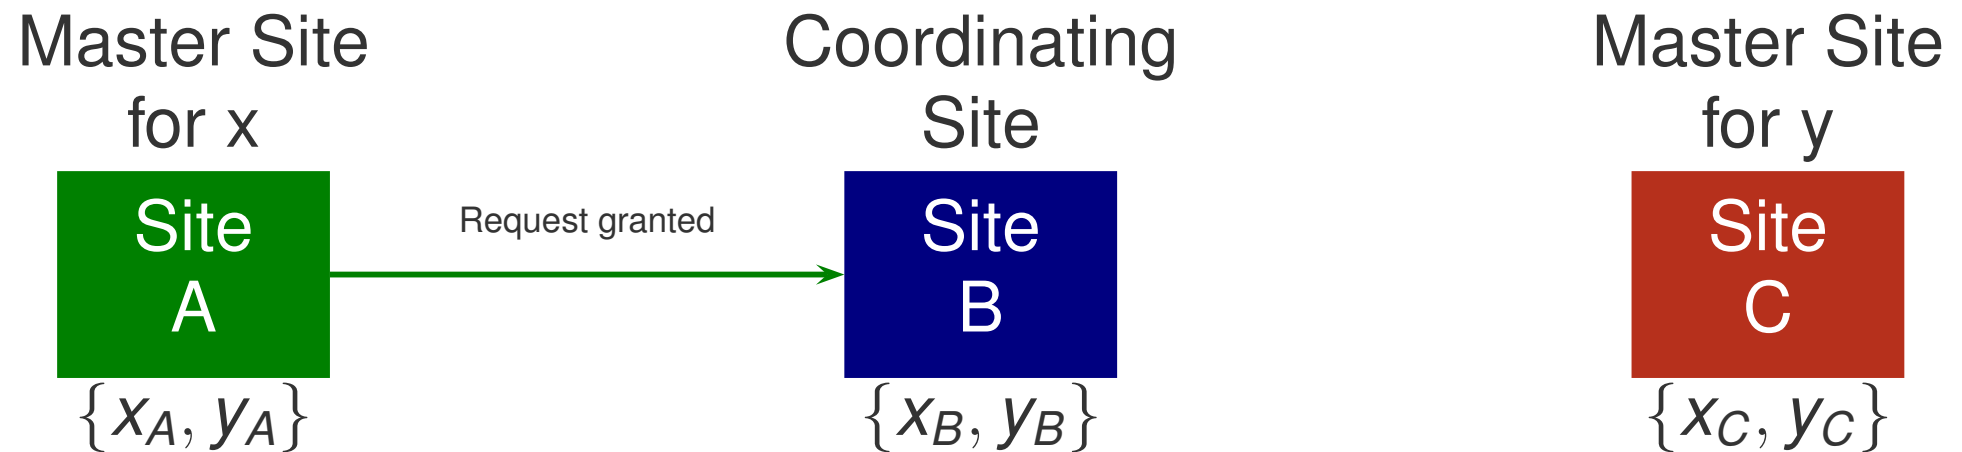 Master Site
for x
Site
A
{x_A, y_A}
Request granted
Coordinating
Site
Site
B
{x_B, y_B}
Master Site
for y
Site
C
{x_C, y_C}